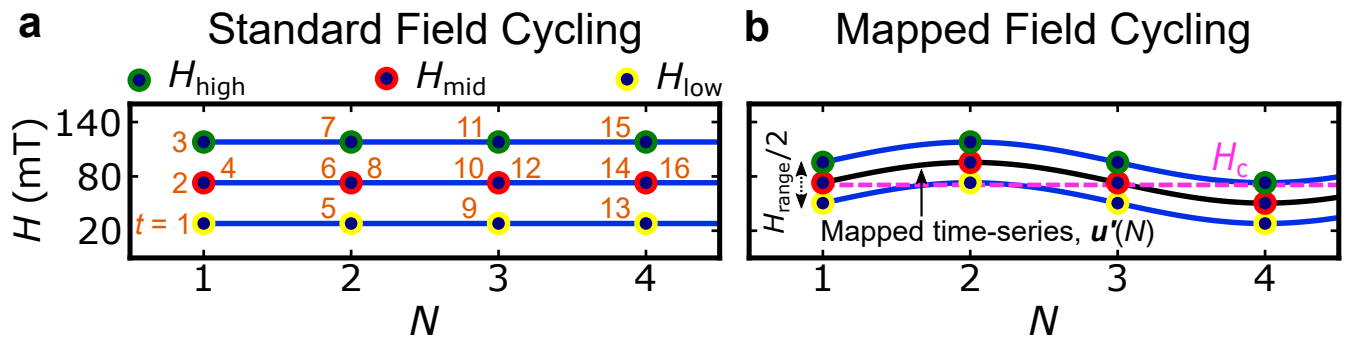 a Standard Field Cycling
H_high H_mid H_low
H (mT)
140
80
20
3 7 11 15
2 4 6 8 10 12 14 16
t = 1 5 9 13
1 2 3 4
N
b Mapped Field Cycling
H_range/2
H_c
Mapped time-series, u'(N)
1 2 3 4
N